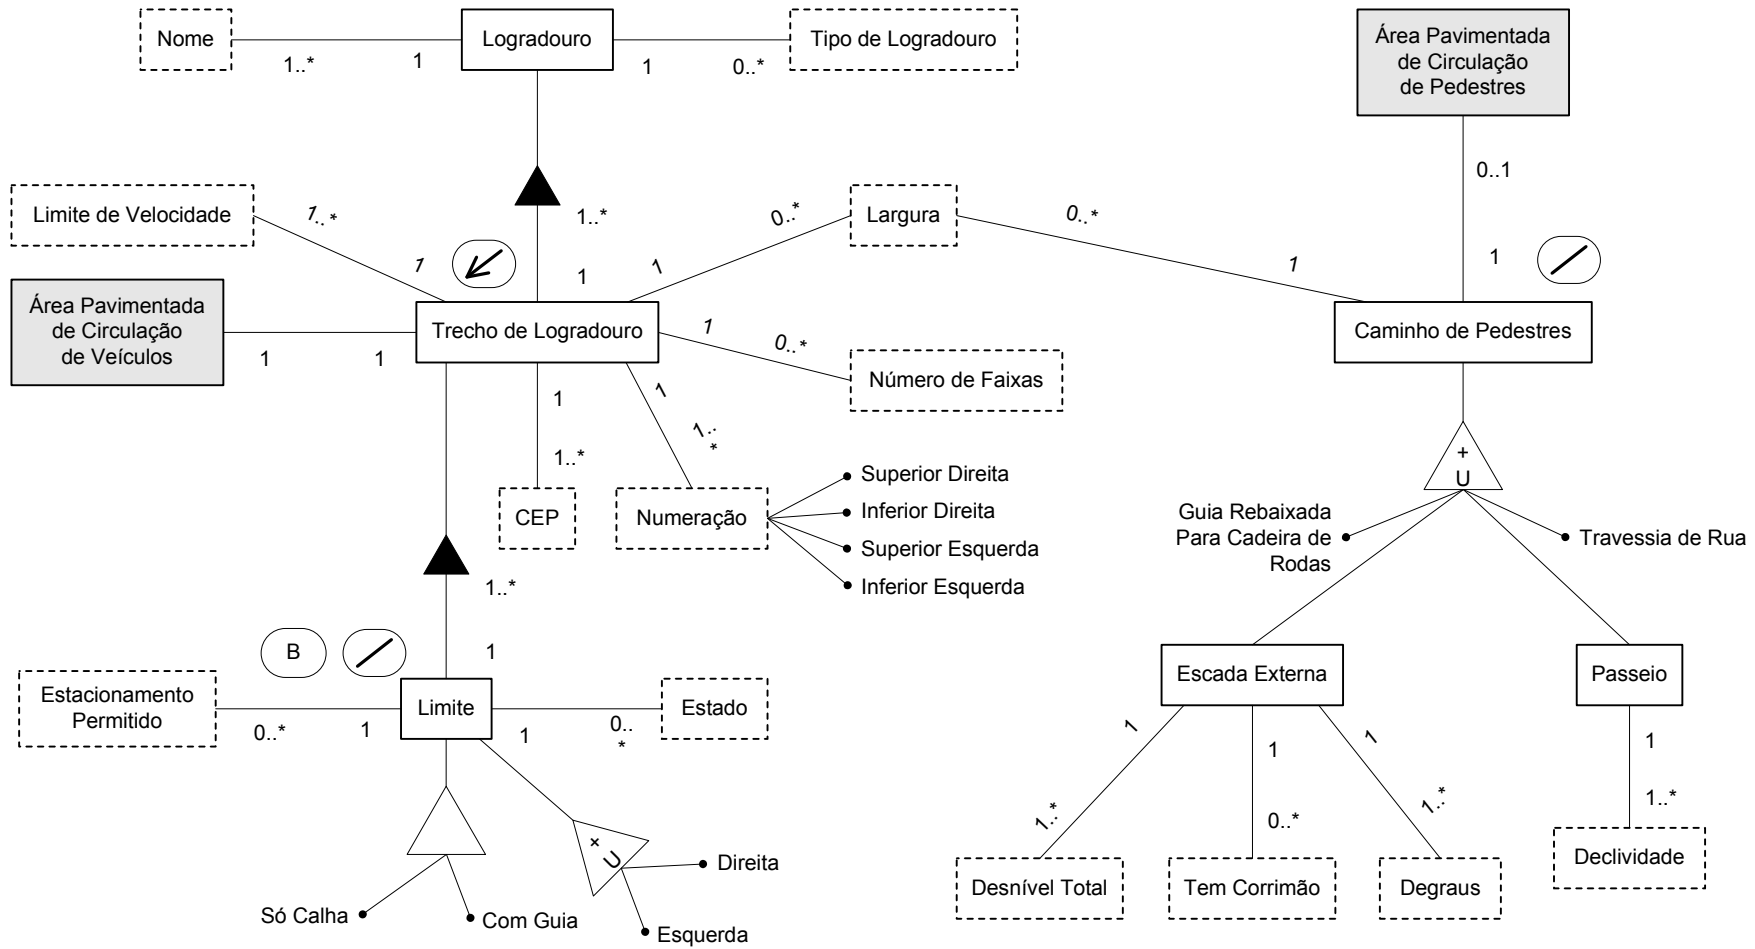 Nome
1..*
1
Logradouro
1
0..*
Tipo de Logradouro
Área Pavimentada
de Circulação
de Pedestres
0..1
1
Limite de Velocidade
1..*
1
1..*
1
0..*
1
Largura
0..*
1
Área Pavimentada
de Circulação
de Veículos
1
1
Trecho de Logradouro
1
0..*
Número de Faixas
Caminho de Pedestres
1
1..*
CEP
1
1..
*
Numeração
Superior Direita
Inferior Direita
Superior Esquerda
Inferior Esquerda
+
U
Guia Rebaixada
Para Cadeira de
Rodas
Travessia de Rua
1..*
1
B
Estacionamento
Permitido
0..*
1
Limite
1
0..
*
Estado
Escada Externa
Passeio
1
1
1
1
1..*
0..*
1..*
1..*
+
U
Só Calha
Com Guia
Direita
Esquerda
Desnível Total
Tem Corrimão
Degraus
Declividade